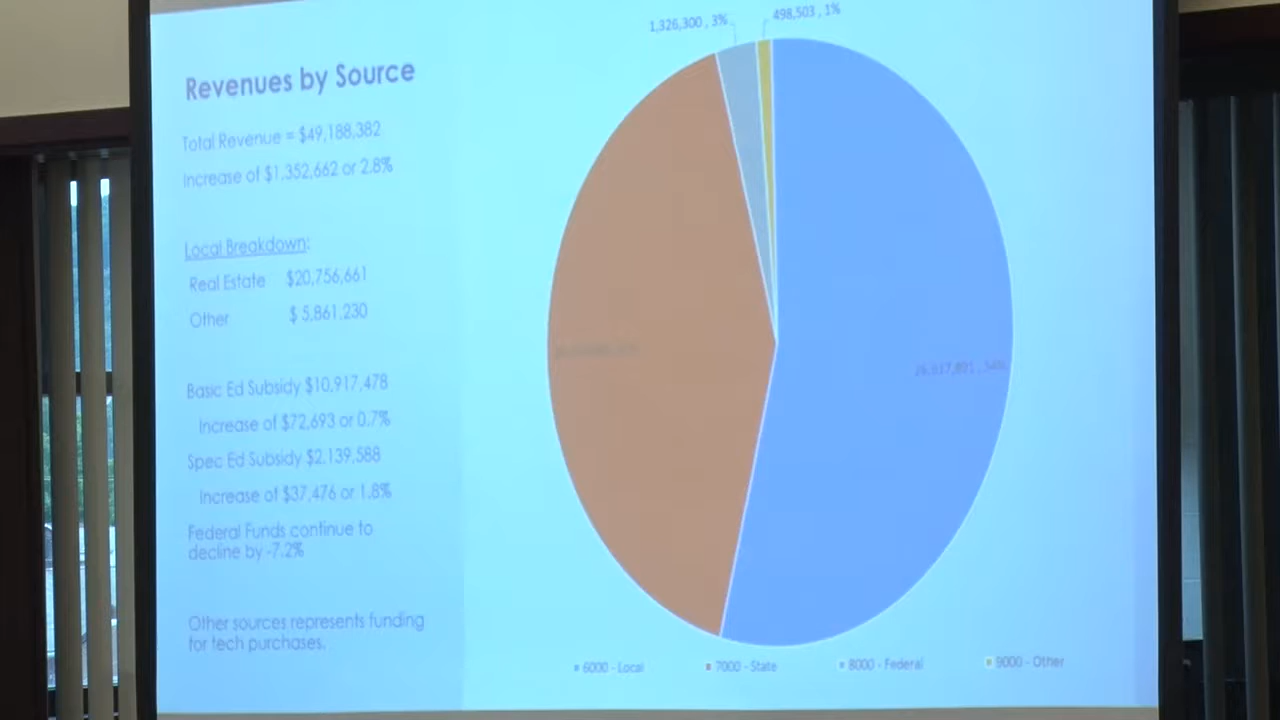 Revenues by Source
Total Revenue = $49,188,382
Increase of $1,352,662 or 2.8%
Local Breakdown:
Real Estate $20,756,661
Other $ 5,861,230
Basic Ed Subsidy $10,917,478
Increase of $72,693 or 0.7%
Spec Ed Subsidy $2,139,588
Increase of $37,476 or 1.8%
Federal Funds continue to
decline by -7.2%
Other sources represents funding
for tech purchases.
1,326,300 , 3%
498,503 , 1%
26,617,891 , 54%
6000 - Local
7000 - State
8000 - Federal
9000 - Other